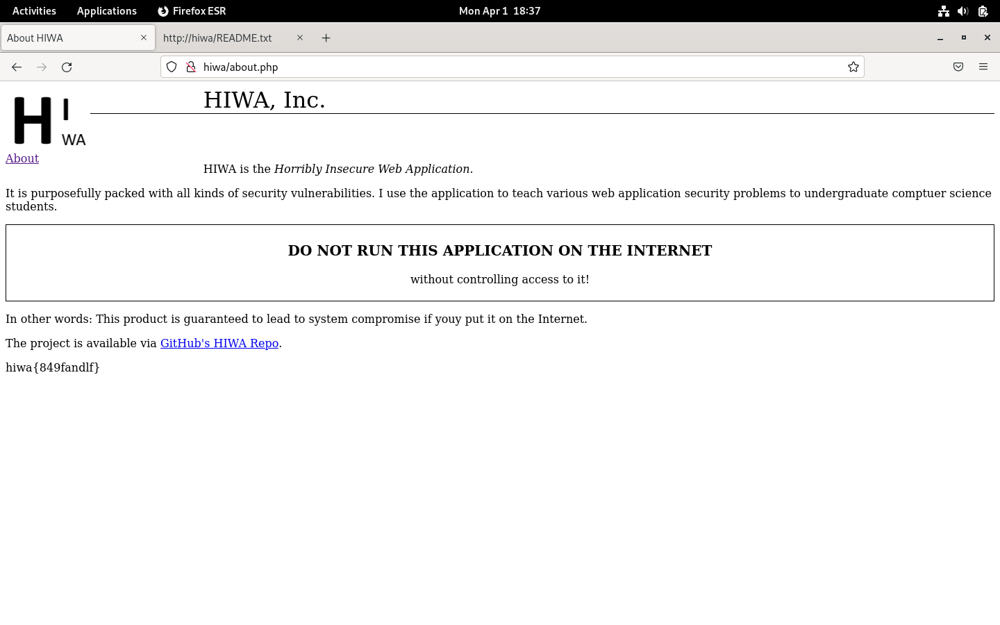 Activities Applications Firefox ESR Mon Apr 1 18:37
About HIWA http://hiwa/README.txt
hiwa/about.php
HIWA, Inc.
H I WA
About
HIWA is the Horribly Insecure Web Application.
It is purposefully packed with all kinds of security vulnerabilities. I use the application to teach various web application security problems to undergraduate comptuer science
students.
DO NOT RUN THIS APPLICATION ON THE INTERNET
without controlling access to it!
In other words: This product is guaranteed to lead to system compromise if youy put it on the Internet.
The project is available via GitHub's HIWA Repo.
hiwa{849fandlf}